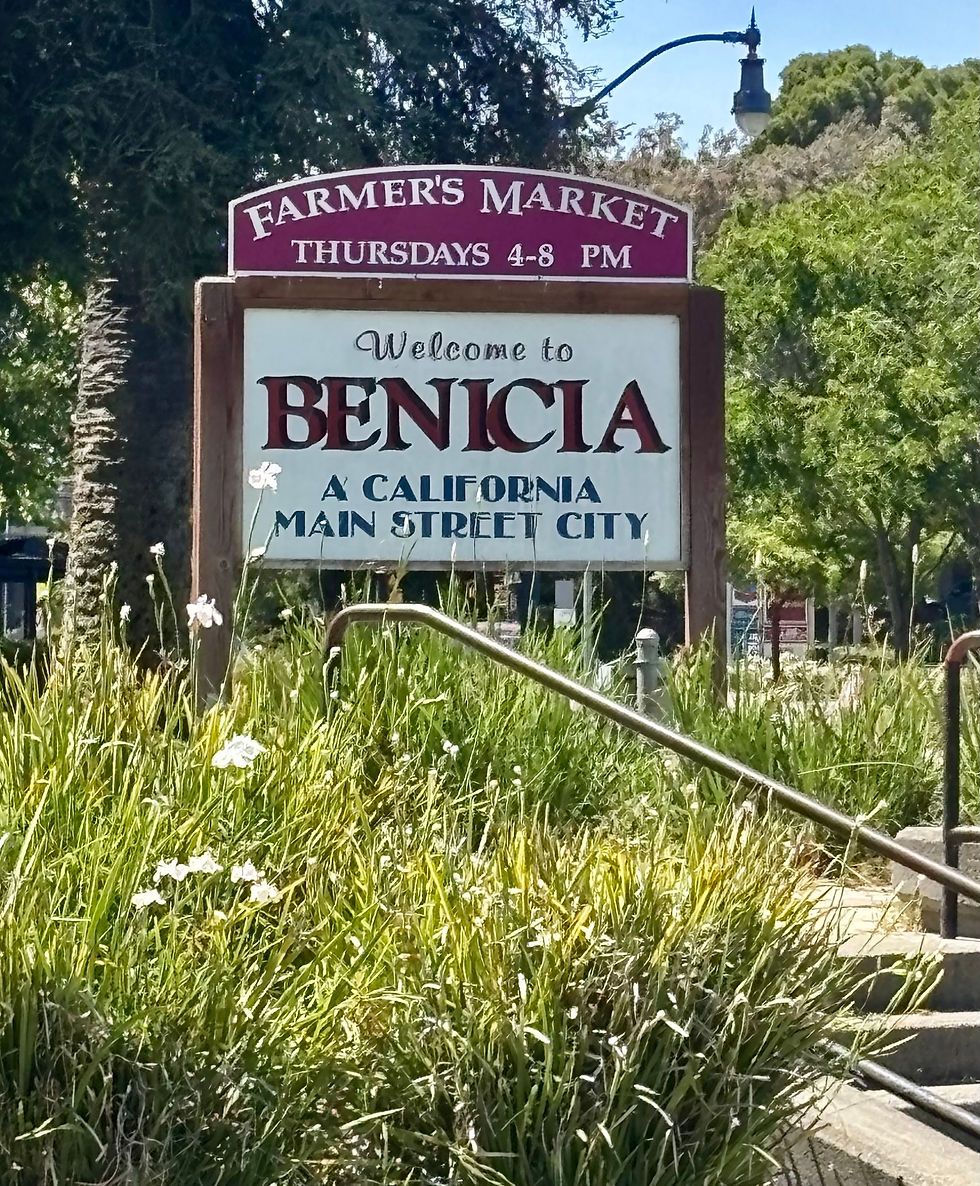 FARMER'S MARKET
THURSDAYS 4-8 PM
Welcome to
BENICIA
A CALIFORNIA
MAIN STREET CITY